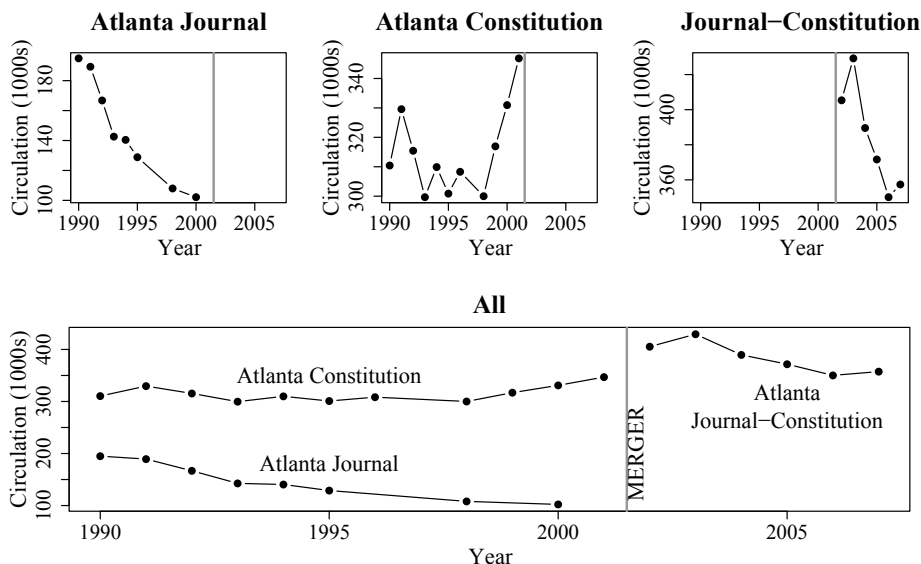 Atlanta Journal
Circulation (1000s)
100
140
180
1990
1995
2000
2005
Year
Atlanta Constitution
Circulation (1000s)
300
320
340
1990
1995
2000
2005
Year
Journal−Constitution
Circulation (1000s)
360
400
1990
1995
2000
2005
Year
All
Circulation (1000s)
100
200
300
400
Atlanta Constitution
Atlanta Journal
MERGER
Atlanta
Journal−Constitution
1990
1995
2000
2005
Year